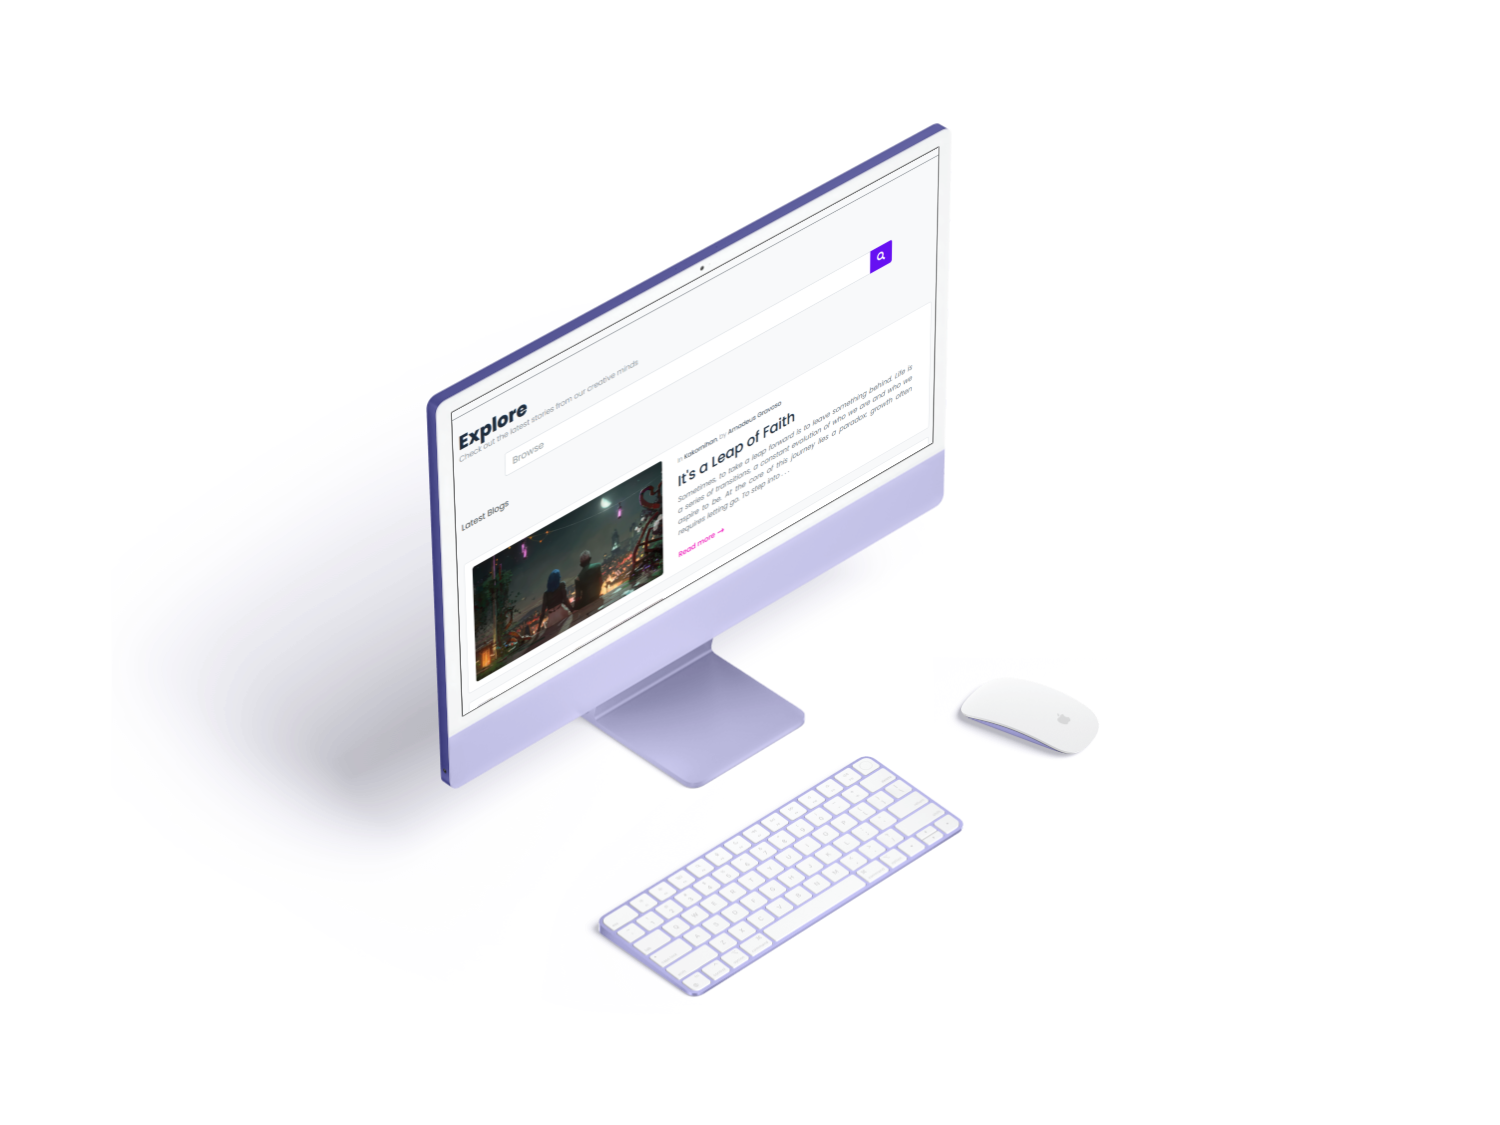 Explore
Check out the latest stories from our creative minds
Browse
Latest Blogs
in Kakomihan, by Amadeus Gravoso
It's a Leap of Faith
Sometimes, to take a leap forward is to leave something behind. Life is
a series of transitions, a constant evolution of who we are and who we
aspire to be. At the core of this journey lies a paradox: growth often
requires letting go. To step into . . .
Read more →